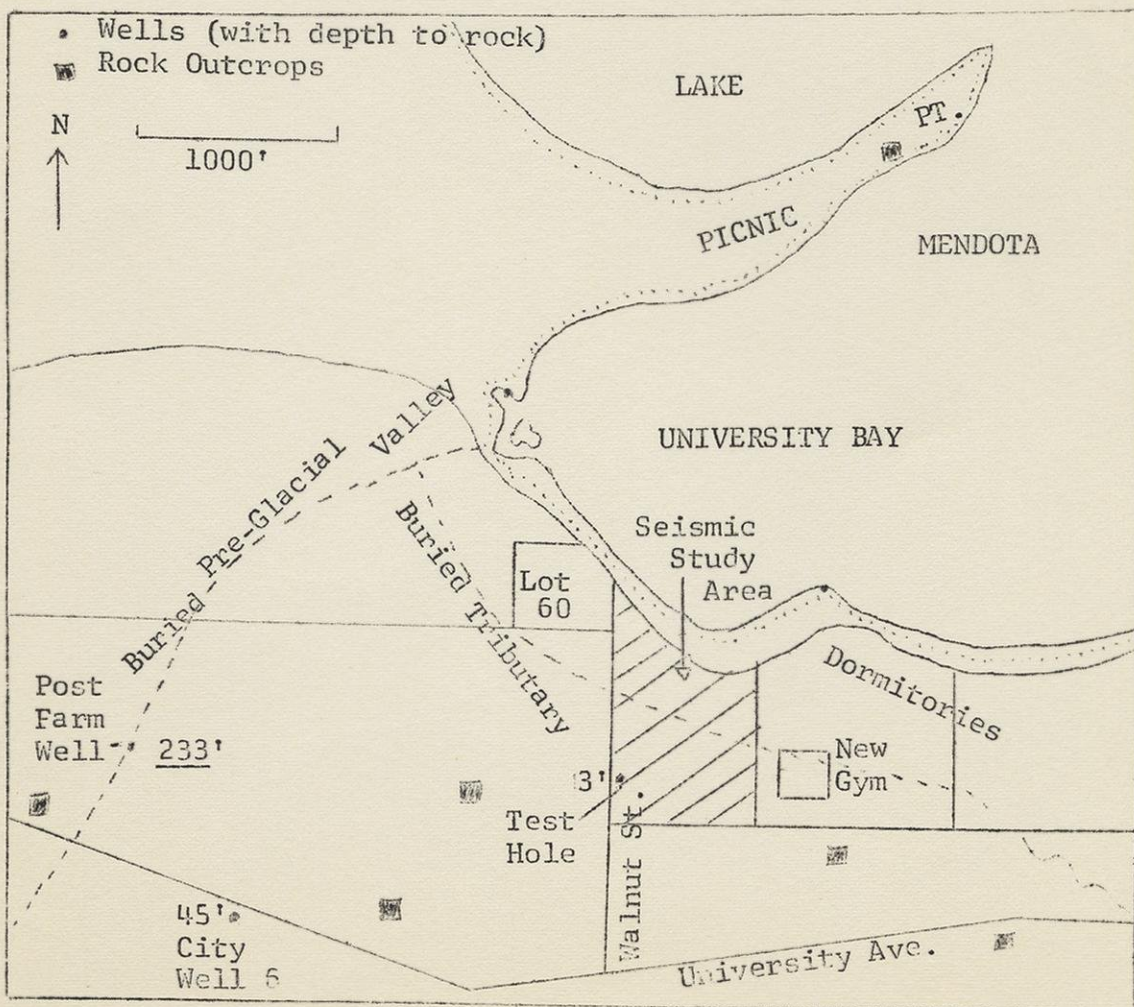 Wells (with depth to rock)
Rock Outcrops
N
1000'
LAKE
PT.
PICNIC
MENDOTA
UNIVERSITY BAY
Buried Pre-Glacial Valley
Buried Tributary
Seismic
Study
Area
Lot
60
Dormitories
Post
Farm
Well
233'
New
Gym
3'
Test
Hole
Walnut St.
45'
City
Well 6
University Ave.